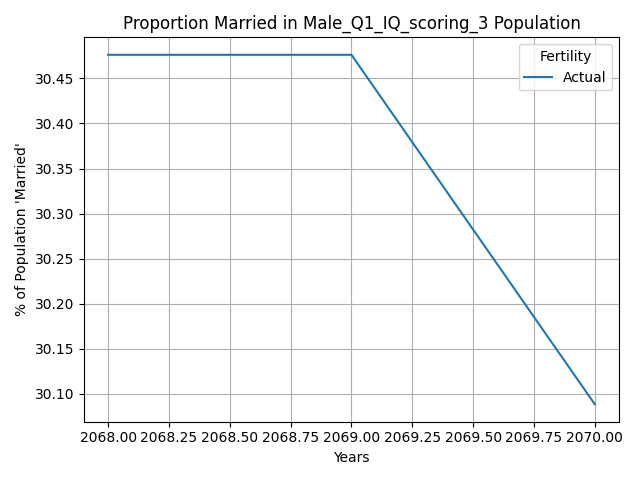 Proportion Married in Male_Q1_IQ_scoring_3 Population
Fertility
Actual
30.45
30.40
30.35
30.30
30.25
30.20
30.15
30.10
% of Population 'Married'
2068.00 2068.25 2068.50 2068.75 2069.00 2069.25 2069.50 2069.75 2070.00
Years